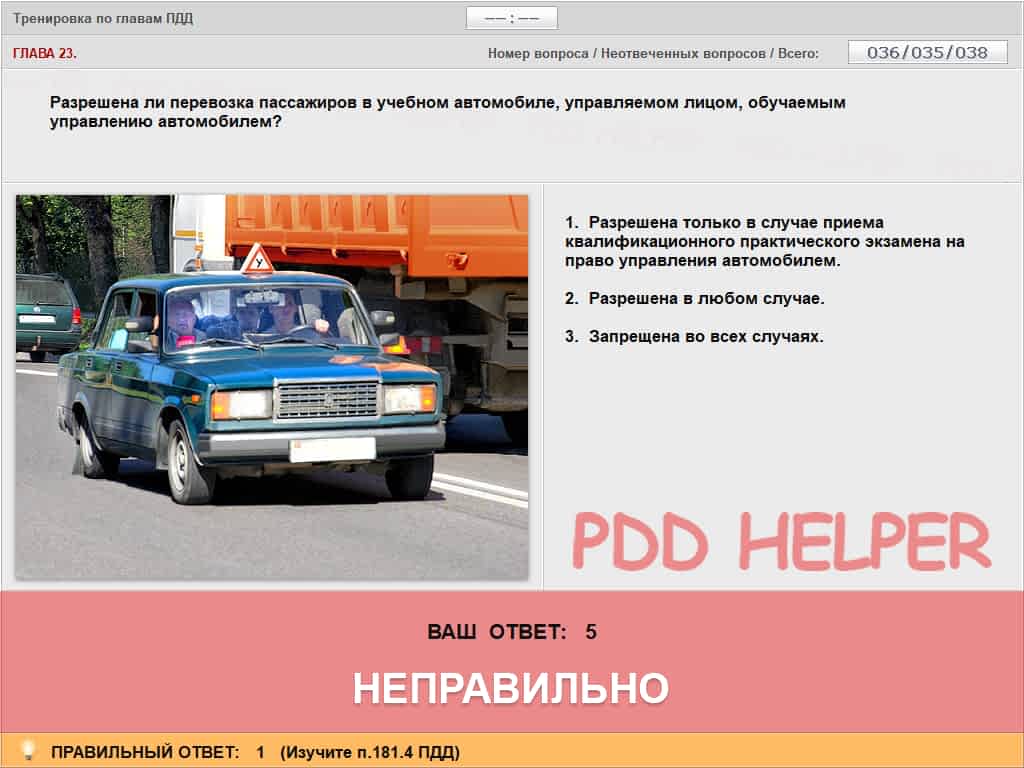 Тренировка по главам ПДД
—— : ——
ГЛАВА 23.
Номер вопроса / Неотвеченных вопросов / Всего:
036/035/038
Разрешена ли перевозка пассажиров в учебном автомобиле, управляемом лицом, обучаемым
управлению автомобилем?
У
1. Разрешена только в случае приема
квалификационного практического экзамена на
право управления автомобилем.
2. Разрешена в любом случае.
3. Запрещена во всех случаях.
PDD HELPER
ВАШ ОТВЕТ: 5
НЕПРАВИЛЬНО
ПРАВИЛЬНЫЙ ОТВЕТ: 1 (Изучите п.181.4 ПДД)